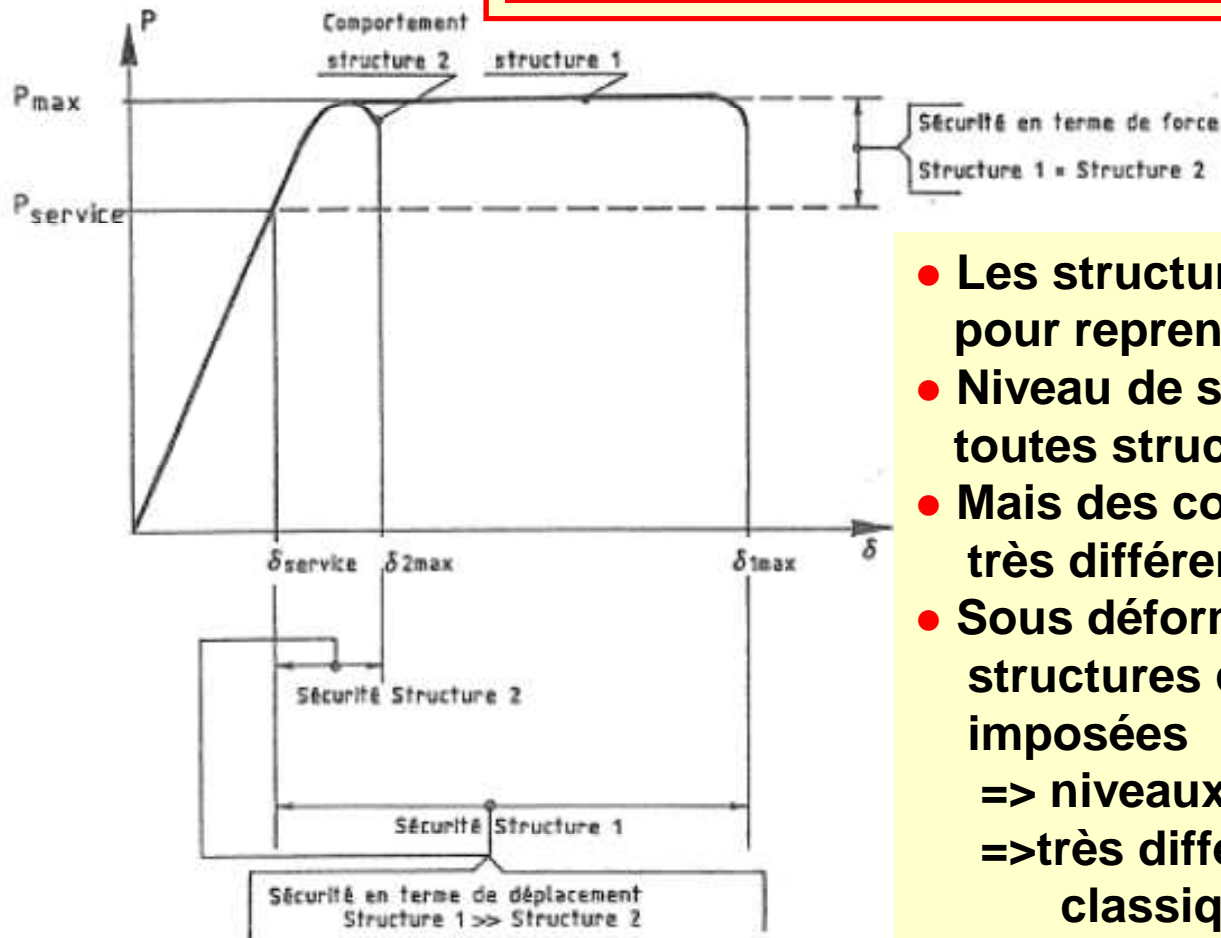 P
Comportement
structure 2 structure 1
Pmax
Sécurité en terme de force
Structure 1 = Structure 2
Pservice
δservice δ2max δ1max δ
Sécurité Structure 2
Sécurité Structure 1
Sécurité en terme de déplacement
Structure 1 >> Structure 2
● Les structur
pour repren
● Niveau de s
toutes struc
● Mais des co
très différe
● Sous déform
structures
imposées
=> niveaux
=>très diffé
classiq